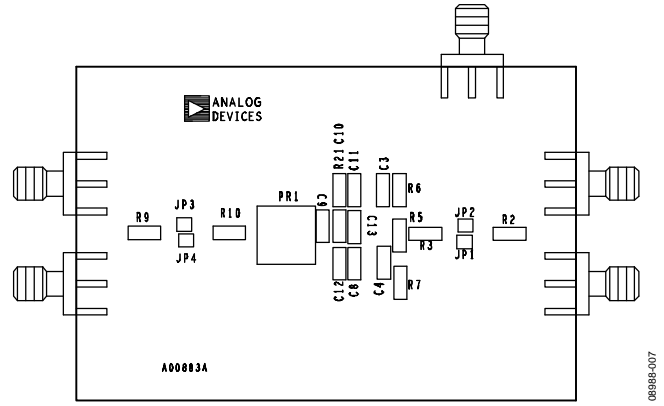 ANALOG
DEVICES
R21 C10
C11
C3
R6
C9
PR1
JP3
R9
R10
JP4
C13
R5
R3
JP2
JP1
R2
C12
C8
C4
R7
A00883A
08988-007